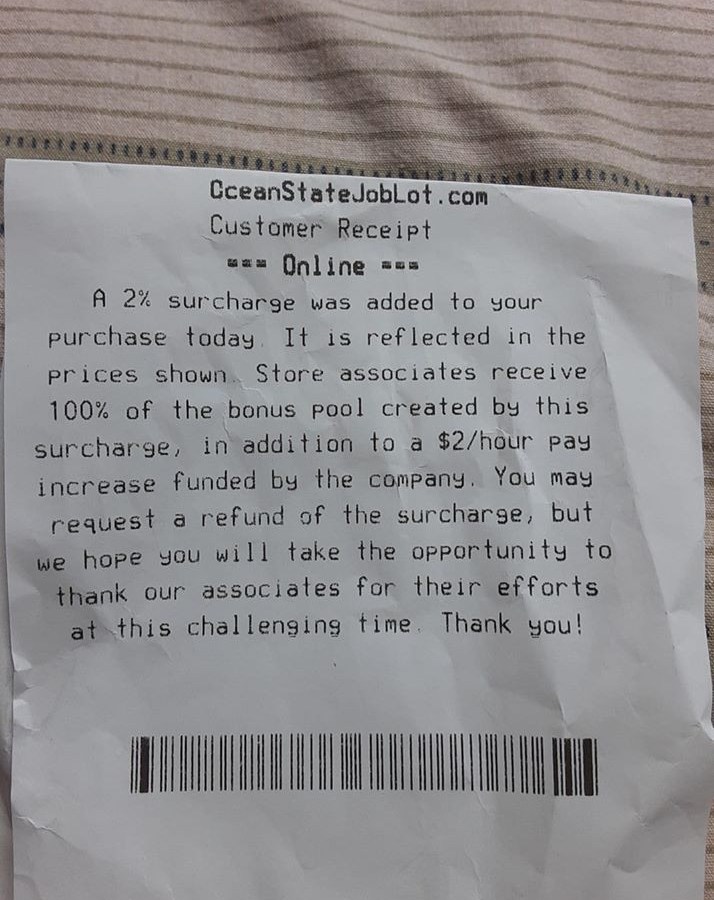 OceanStateJobLot.com
Customer Receipt
=== Online ===
A 2% surcharge was added to your
purchase today. It is reflected in the
prices shown. Store associates receive
100% of the bonus pool created by this
surcharge, in addition to a $2/hour pay
increase funded by the company. You may
request a refund of the surcharge, but
we hope you will take the opportunity to
thank our associates for their efforts
at this challenging time. Thank you!